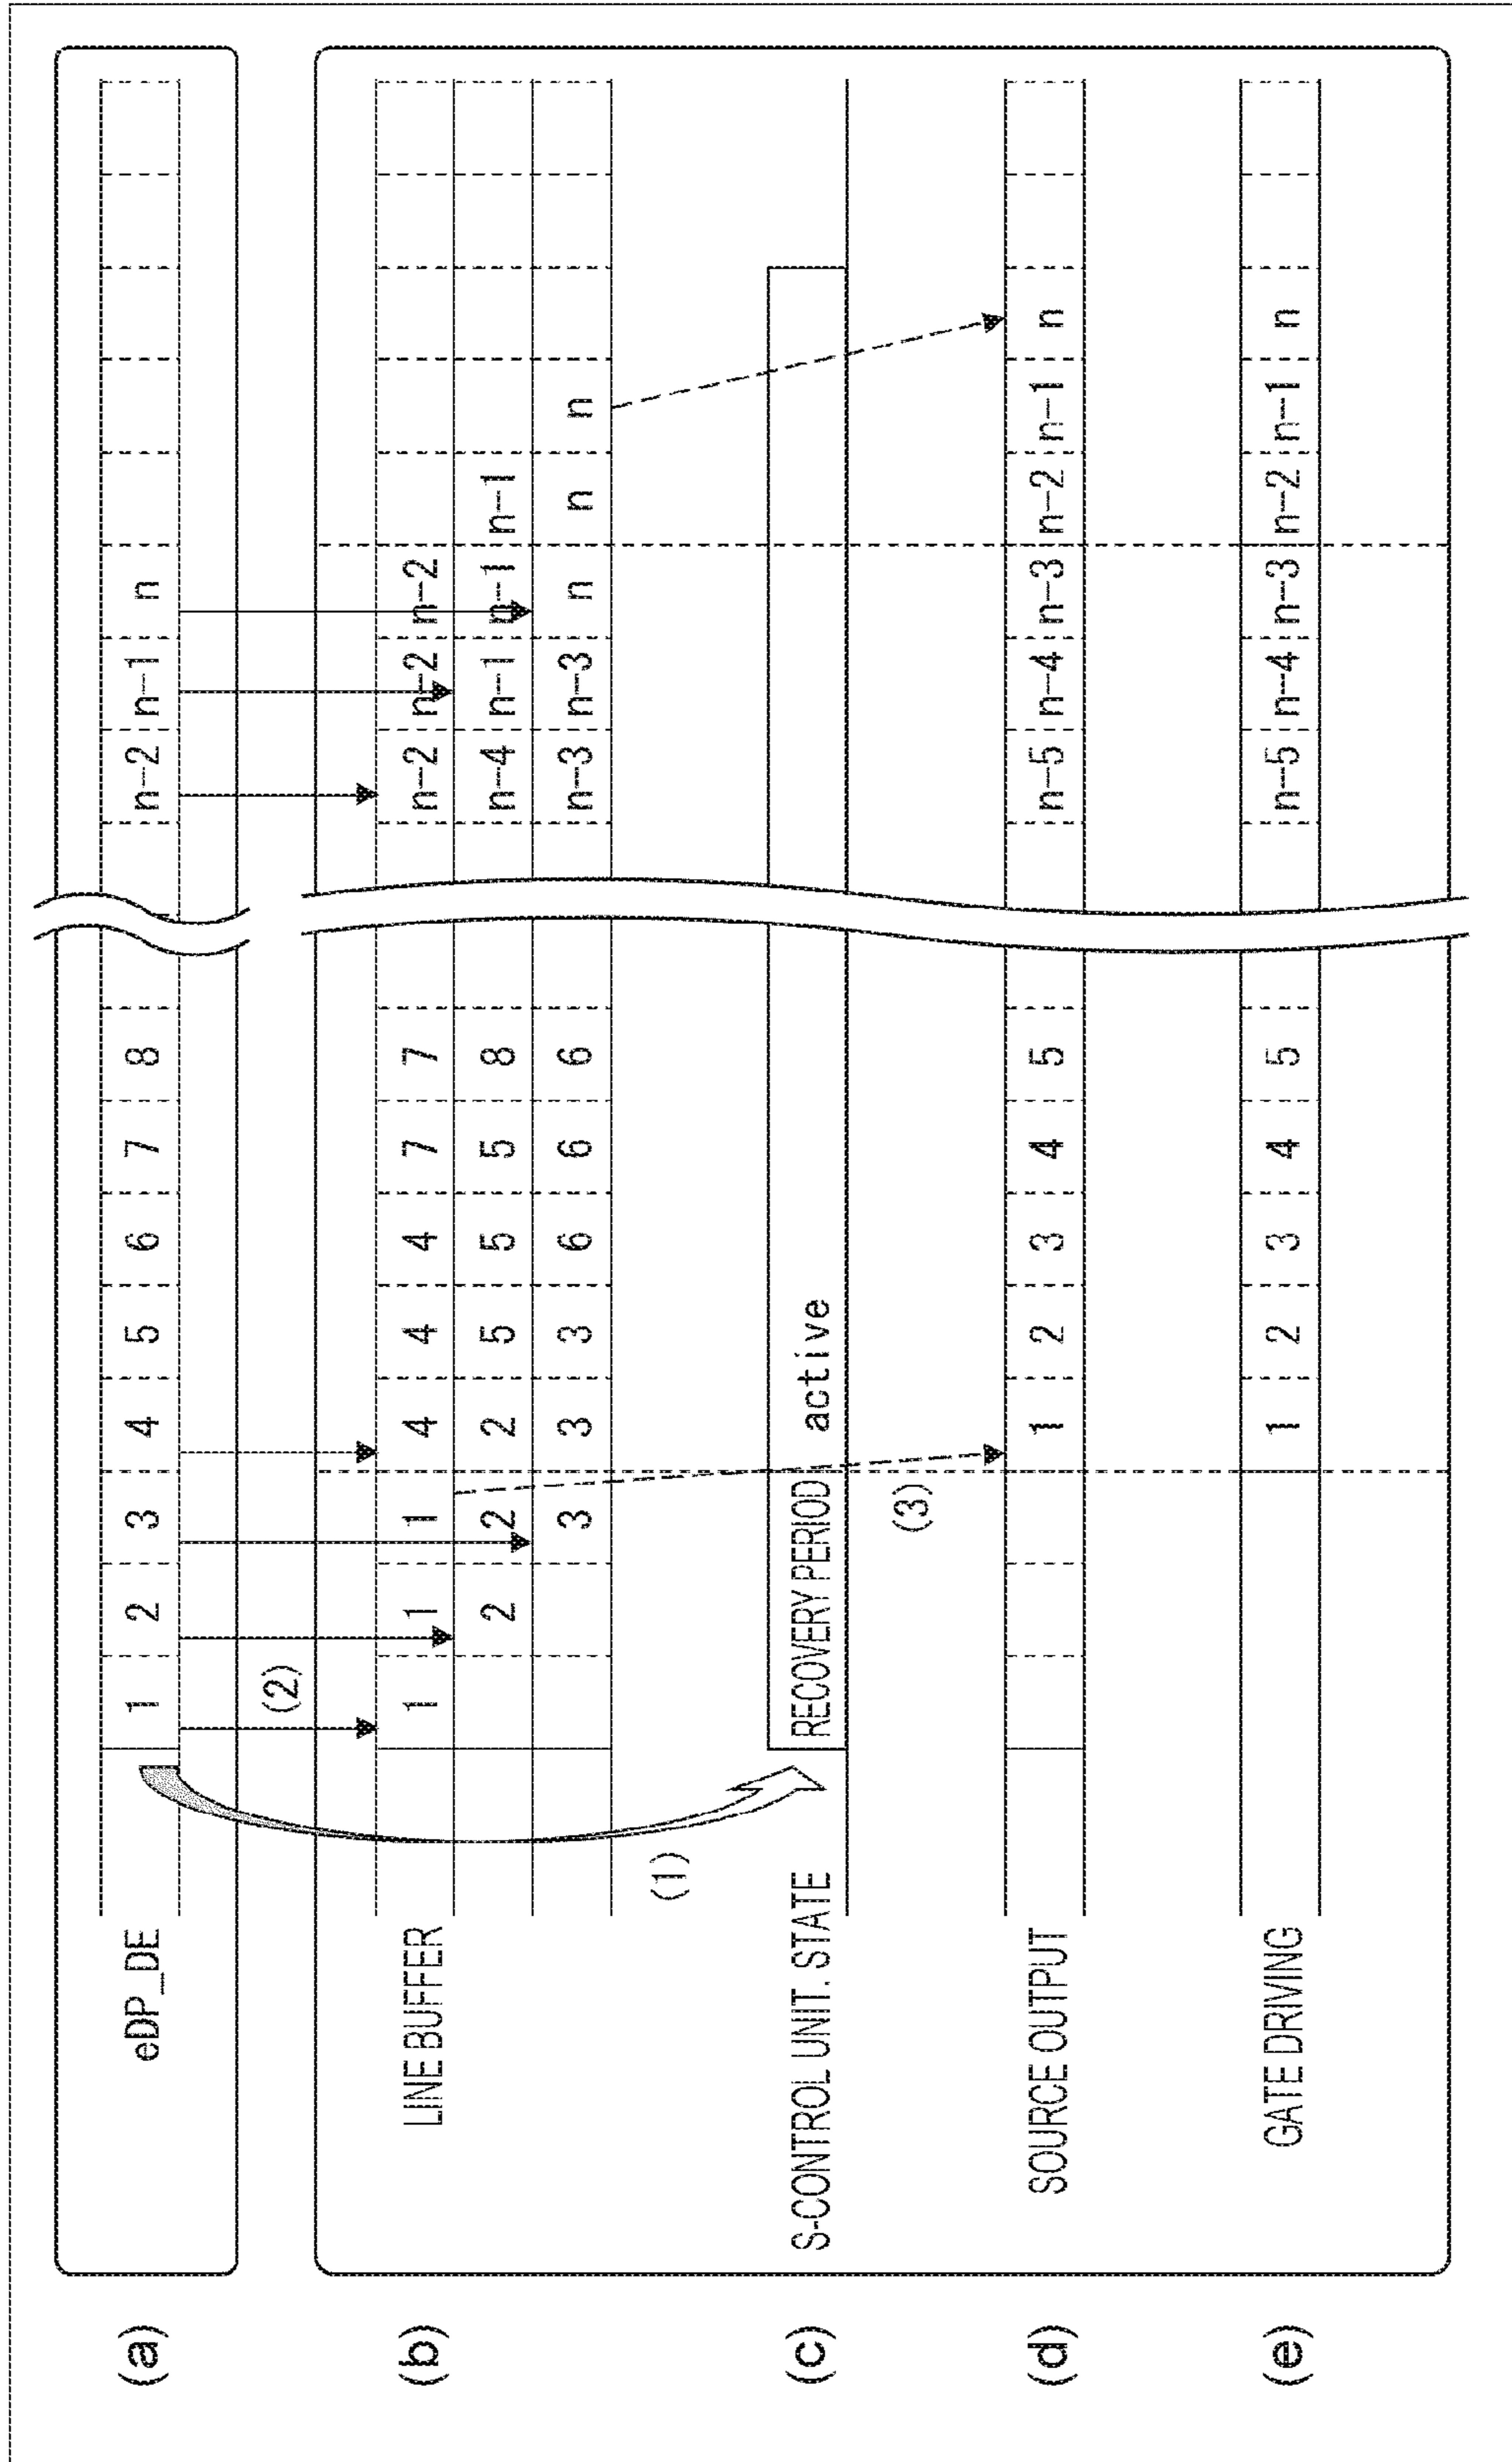 (a) eDP_DE 1 2 3 4 5 6 7 8 n-2 n-1 n
(2)
(b) LINE BUFFER 1 1 1 4 4 4 7 7 n-2 n-2 n-2
2 2 2 5 5 5 8 n-4 n-1 n-1 n-1
3 3 3 6 6 6 n-3 n-3 n n n
(1)
(c) S-CONTROL UNIT. STATE RECOVERY PERIOD active
(3)
(d) SOURCE OUTPUT 1 2 3 4 5 n-5 n-4 n-3 n-2 n-1 n
(e) GATE DRIVING 1 2 3 4 5 n-5 n-4 n-3 n-2 n-1 n